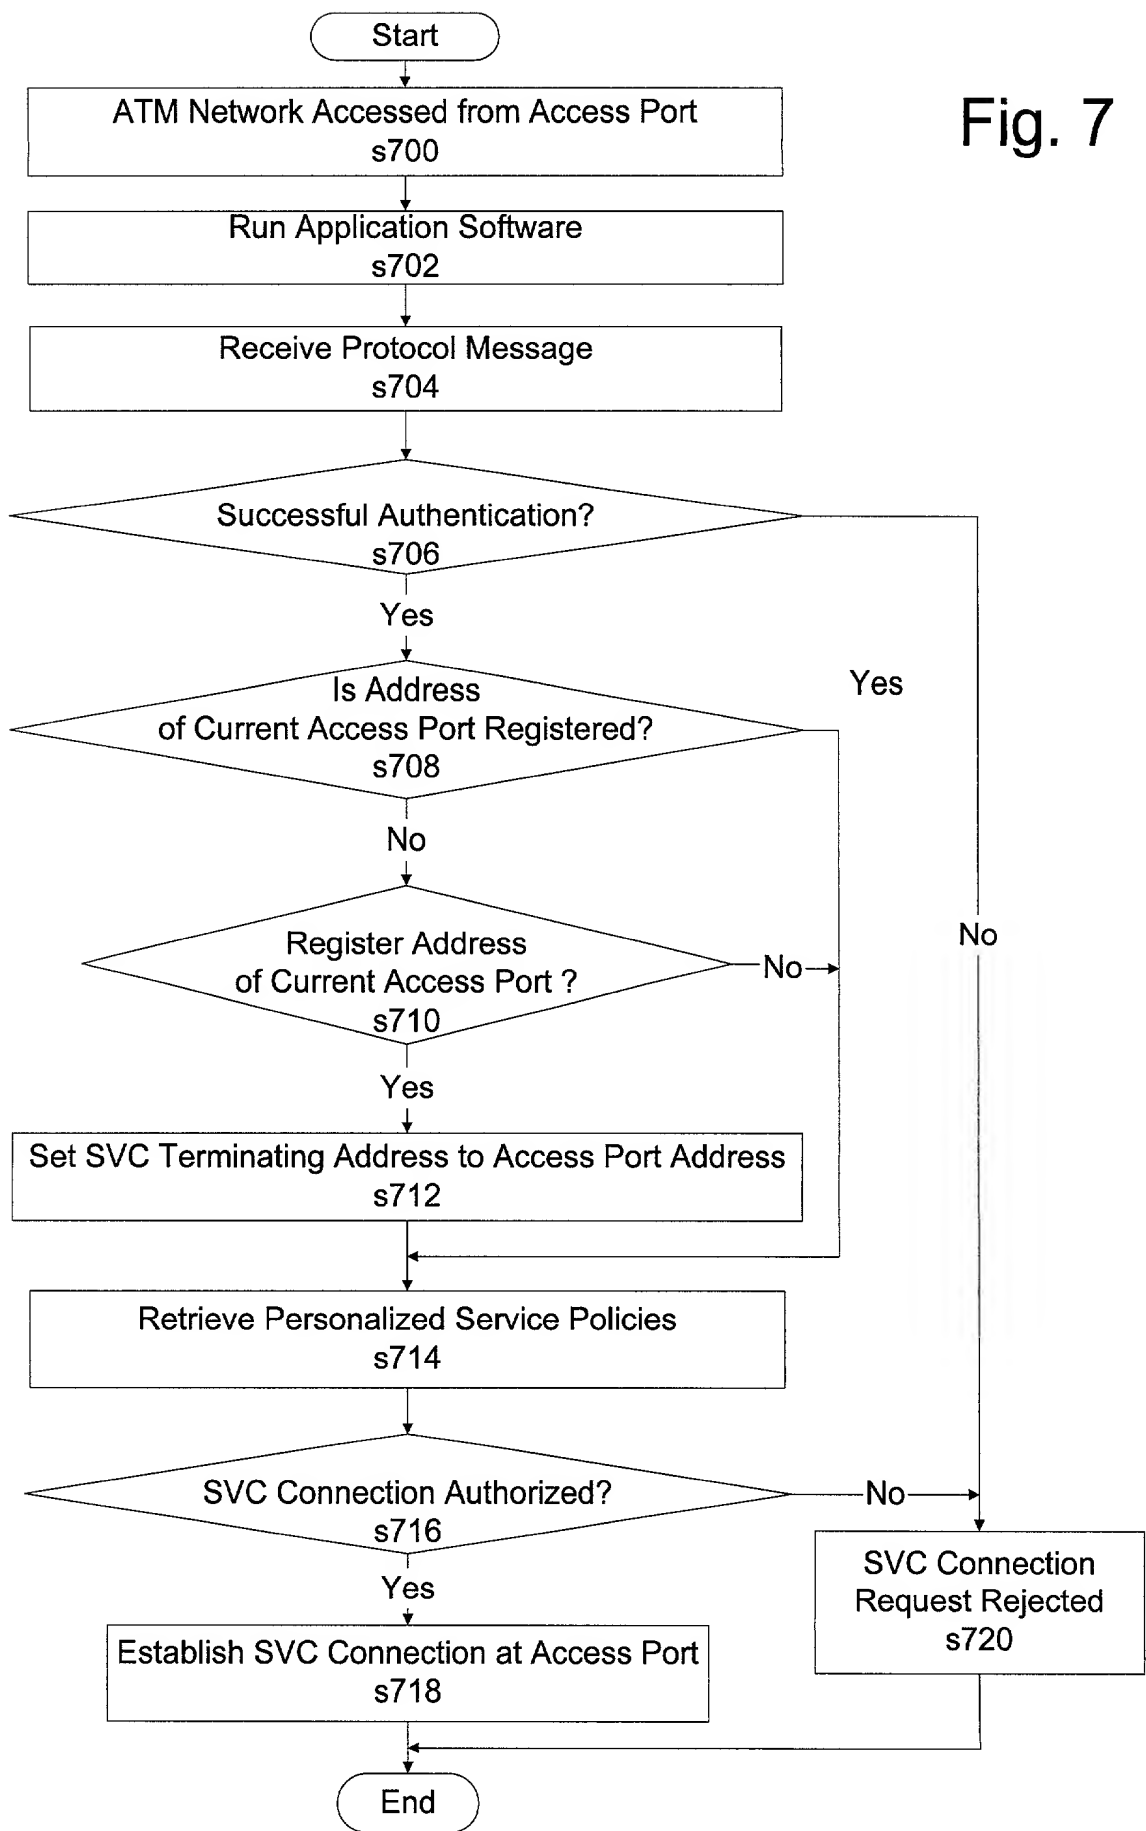 Start
Fig. 7
ATM Network Accessed from Access Port
s700
Run Application Software
s702
Receive Protocol Message
s704
Successful Authentication?
s706
Yes
Is Address
of Current Access Port Registered?
s708
Yes
No
Register Address
of Current Access Port ?
s710
No
No
Yes
Set SVC Terminating Address to Access Port Address
s712
Retrieve Personalized Service Policies
s714
SVC Connection Authorized?
s716
No
Yes
SVC Connection
Request Rejected
s720
Establish SVC Connection at Access Port
s718
End